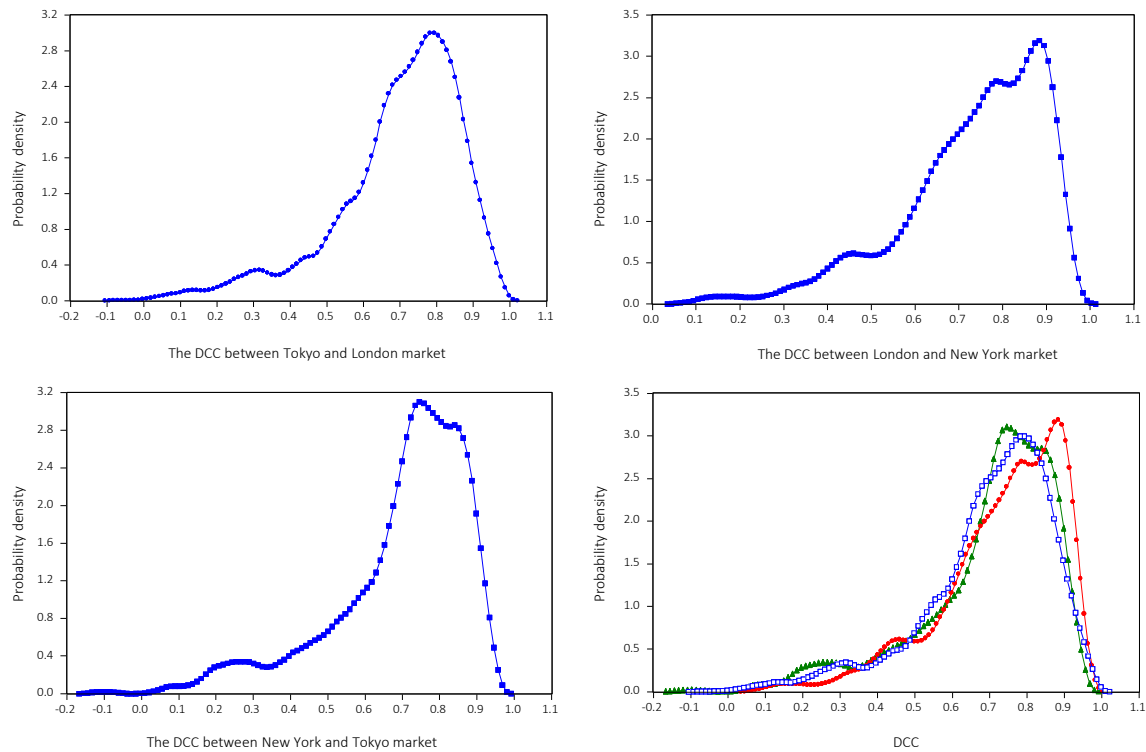 3.2
2.8
2.4
2.0
1.6
1.2
0.8
0.4
0.0
Probability density
-0.2 -0.1 0.0 0.1 0.2 0.3 0.4 0.5 0.6 0.7 0.8 0.9 1.0 1.1
The DCC between Tokyo and London market
3.5
3.0
2.5
2.0
1.5
1.0
0.5
0.0
Probability density
0.0 0.1 0.2 0.3 0.4 0.5 0.6 0.7 0.8 0.9 1.0 1.1
The DCC between London and New York market
3.2
2.8
2.4
2.0
1.6
1.2
0.8
0.4
0.0
Probability density
-0.2 -0.1 0.0 0.1 0.2 0.3 0.4 0.5 0.6 0.7 0.8 0.9 1.0 1.1
The DCC between New York and Tokyo market
3.5
3.0
2.5
2.0
1.5
1.0
0.5
0.0
Probability density
-0.2 -0.1 0.0 0.1 0.2 0.3 0.4 0.5 0.6 0.7 0.8 0.9 1.0 1.1
DCC